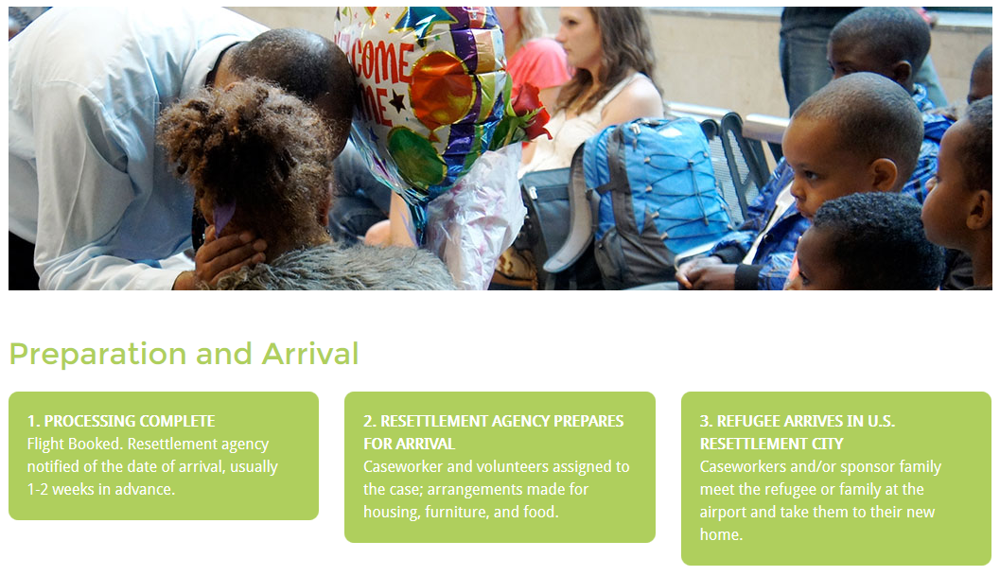 COME
ME
Preparation and Arrival
1. PROCESSING COMPLETE
Flight Booked. Resettlement agency
notified of the date of arrival, usually
1-2 weeks in advance.
2. RESETTLEMENT AGENCY PREPARES
FOR ARRIVAL
Caseworker and volunteers assigned to
the case; arrangements made for
housing, furniture, and food.
3. REFUGEE ARRIVES IN U.S.
RESETTLEMENT CITY
Caseworkers and/or sponsor family
meet the refugee or family at the
airport and take them to their new
home.